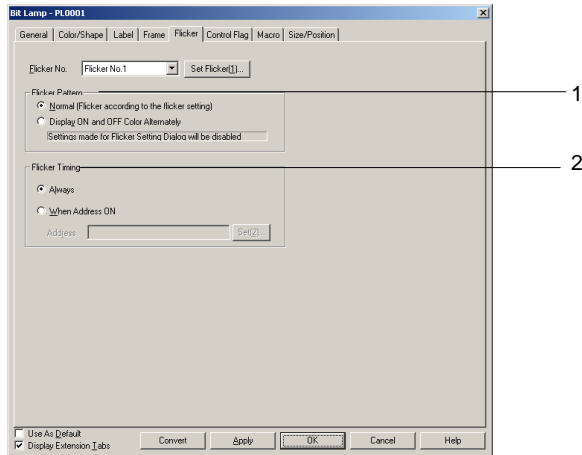 Bit Lamp - PL0001
General Color/Shape Label Frame Flicker Control Flag Macro Size/Position
Flicker No. Flicker No.1 Set Flicker(1)...
Flicker Pattern 1
Normal (Flicker according to the flicker setting)
Display ON and OFF Color Alternately
Settings made for Flicker Setting Dialog will be disabled
Flicker Timing 2
Always
When Address ON
Address Set(2)...
Use As Default
Display Extension Tabs Convert Apply OK Cancel Help